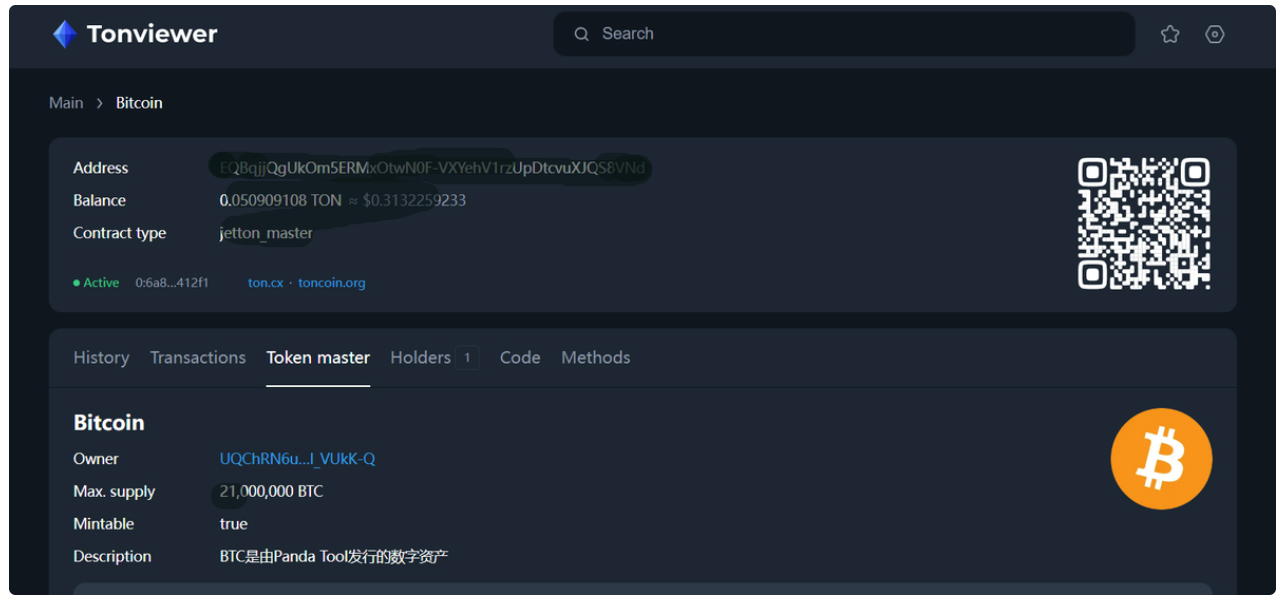 Tonviewer
Search
Main > Bitcoin
Address EQBqjjQgUkOm5ERMxOtwN0F-VXYehV1rzUpDtcvuXJQS8VNd
Balance 0.050909108 TON ≈ $0.3132259233
Contract type jetton_master
Active 0:6a8...412f1 ton.cx · toncoin.org
History Transactions Token master Holders 1 Code Methods
Bitcoin
Owner UQChRN6u...I_VUkK-Q
Max. supply 21,000,000 BTC
Mintable true
Description BTC是由Panda Tool发行的数字资产